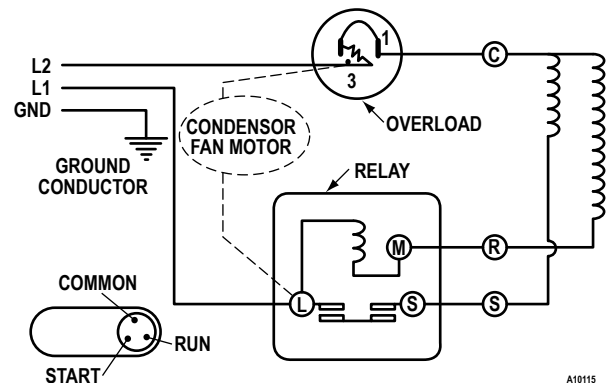 L2
L1
GND
GROUND
CONDUCTOR
CONDENSOR
FAN MOTOR
1
3
OVERLOAD
C
RELAY
M
R
L
S
S
COMMON
RUN
START
A10115